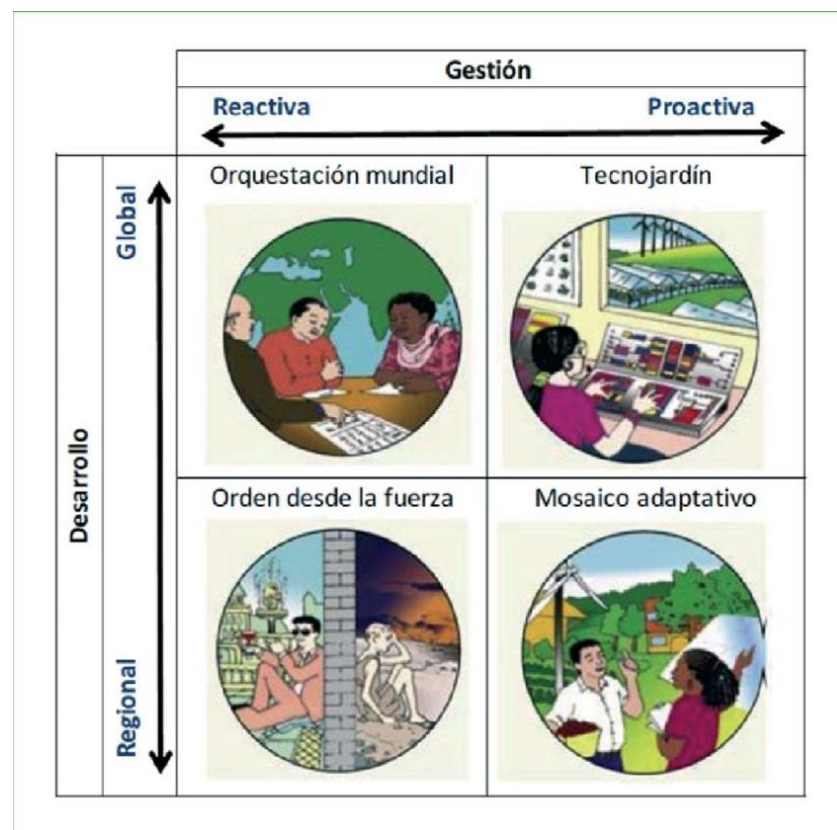 Gestión
Reactiva Proactiva
Desarrollo
Global
Regional
Orquestación mundial
Tecnojardín
Orden desde la fuerza
Mosaico adaptativo